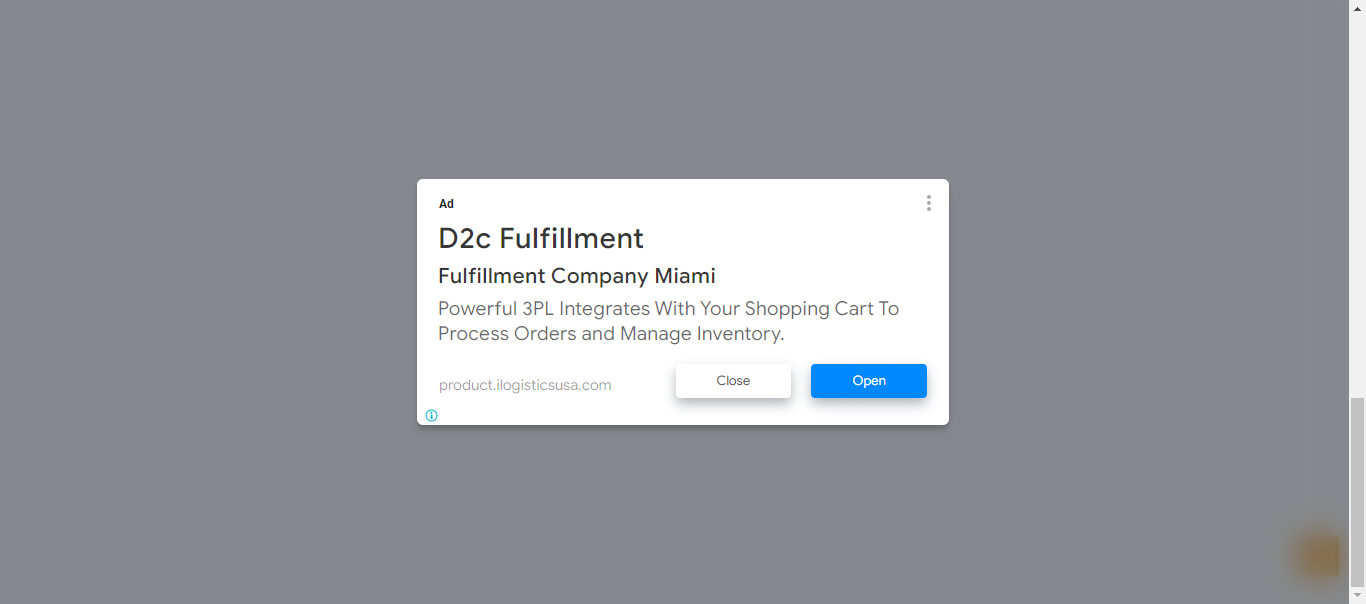 Ad
D2c Fulfillment
Fulfillment Company Miami
Powerful 3PL Integrates With Your Shopping Cart To
Process Orders and Manage Inventory.
product.ilogisticsusa.com
Close
Open